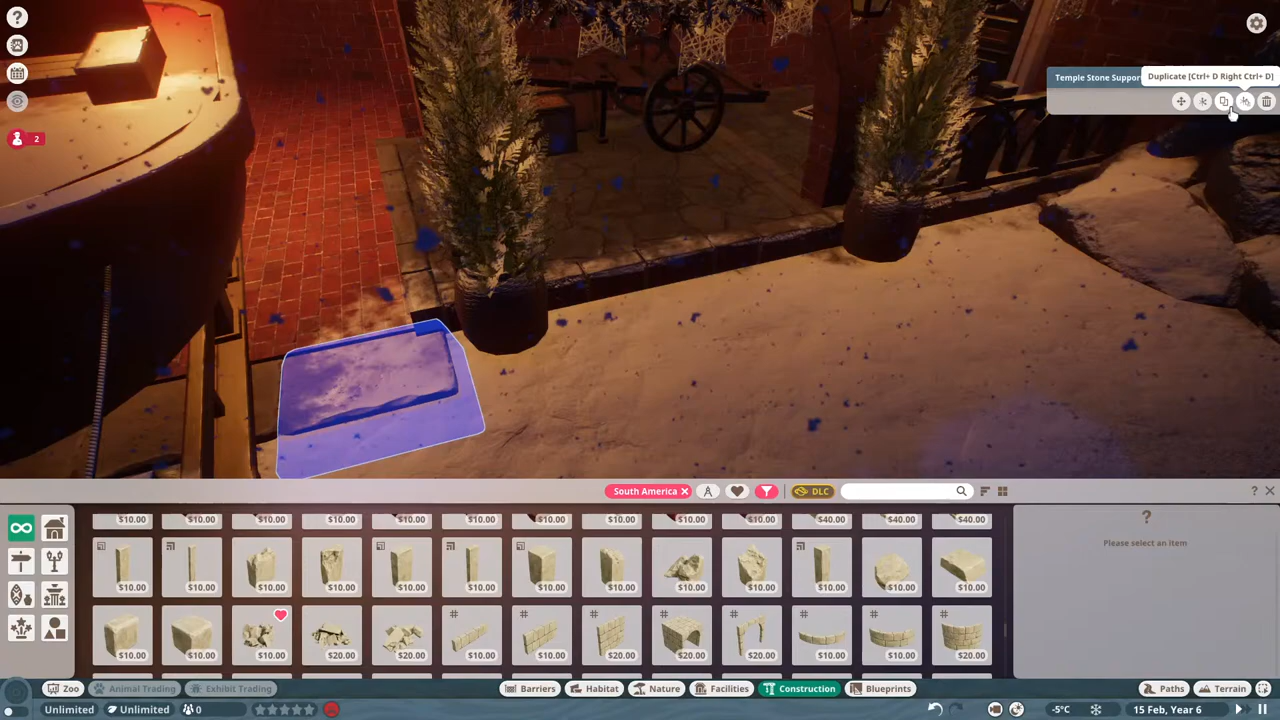 ?
Temple Stone Suppor
Duplicate [Ctrl+ D Right Ctrl+ D]
2
South America ×
DLC
? ×
$10.00 $10.00 $10.00 $10.00 $10.00 $10.00 $10.00 $10.00 $10.00 $10.00 $40.00 $40.00 $40.00
?
Please select an item
$10.00 $10.00 $10.00 $10.00 $10.00 $10.00 $10.00 $10.00 $10.00 $10.00 $10.00 $10.00 $10.00
$10.00 $10.00 $10.00 $20.00 $20.00 $10.00 $10.00 $20.00 $20.00 $20.00 $10.00 $10.00 $20.00
Zoo Animal Trading Exhibit Trading Barriers Habitat Nature Facilities Construction Blueprints Paths Terrain
Unlimited Unlimited 0 -5°C 15 Feb, Year 6